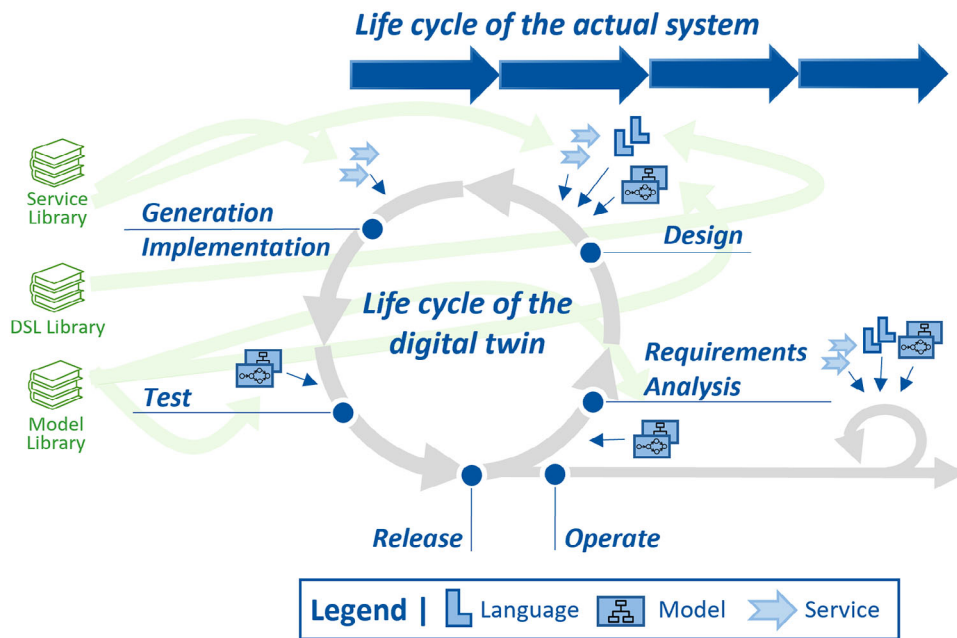 Life cycle of the actual system
Service
Library
Generation
Implementation
Design
DSL Library
Life cycle of the
digital twin
Requirements
Analysis
Test
Model
Library
Release
Operate
Legend | Language Model Service